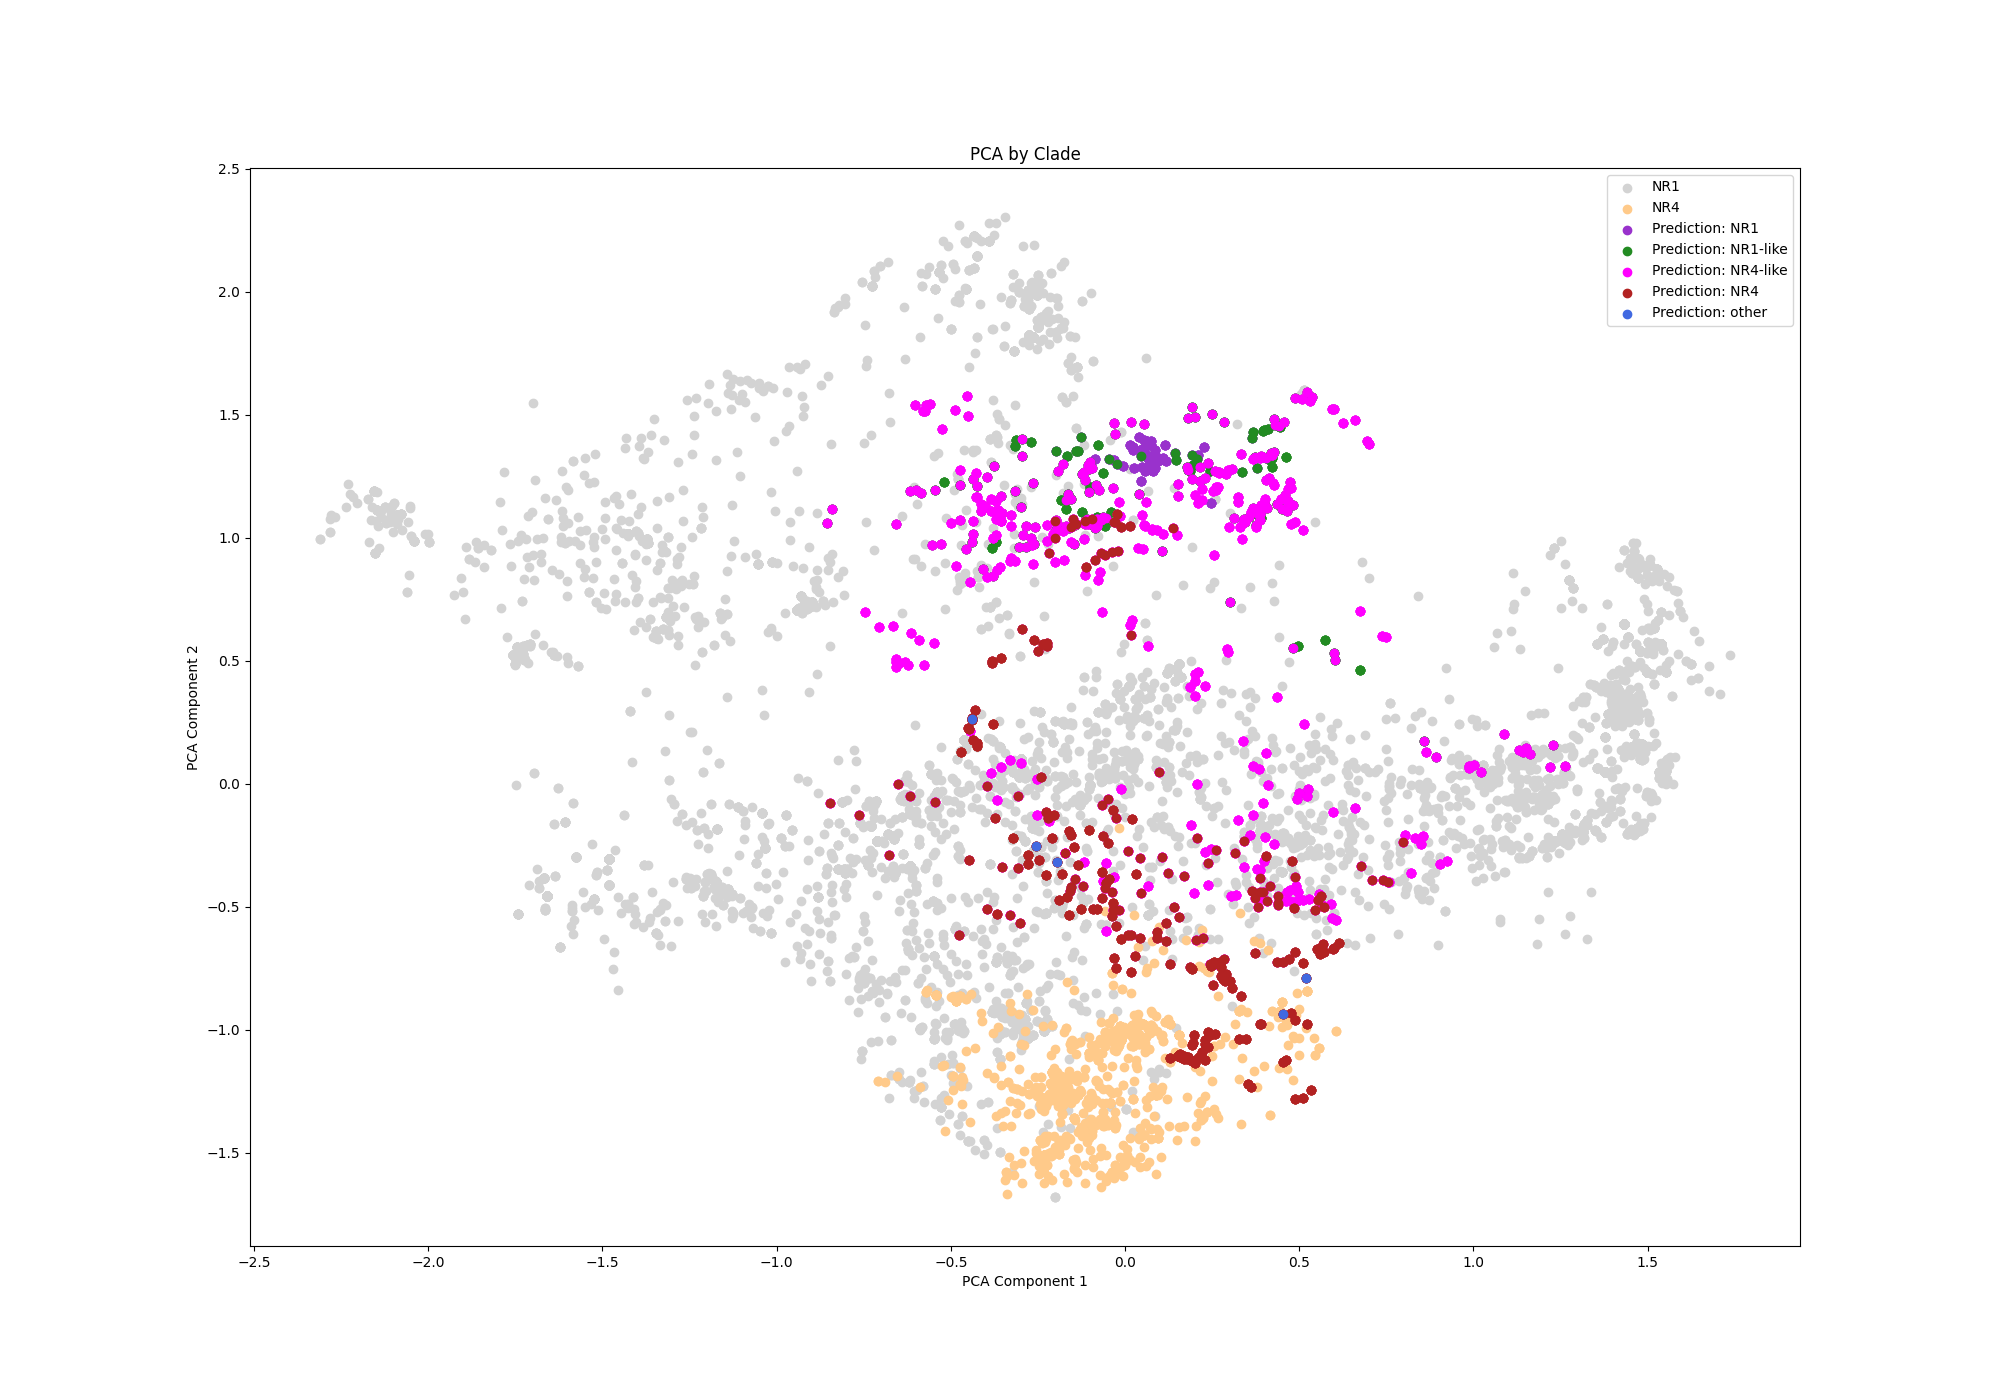 PCA by Clade
2.5
2.0
1.5
1.0
0.5
0.0
−0.5
−1.0
−1.5
PCA Component 2
NR1
NR4
Prediction: NR1
Prediction: NR1-like
Prediction: NR4-like
Prediction: NR4
Prediction: other
−2.5 −2.0 −1.5 −1.0 −0.5 0.0 0.5 1.0 1.5
PCA Component 1